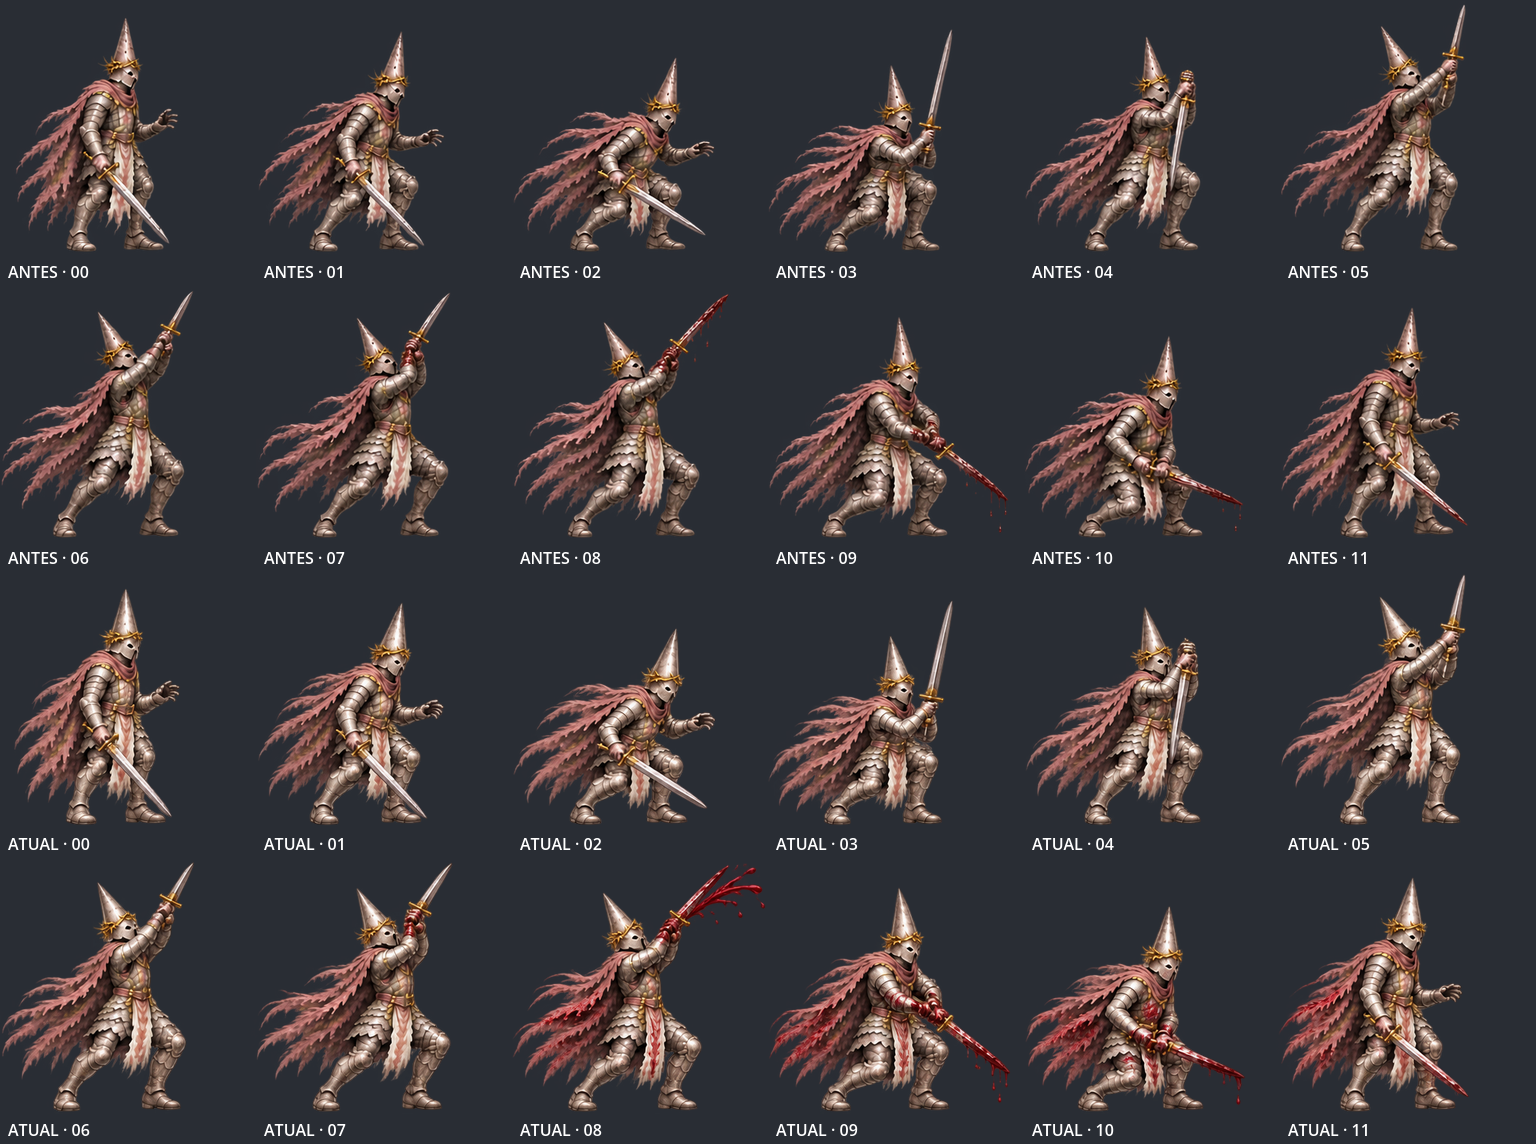 ANTES · 00
ANTES · 01
ANTES · 02
ANTES · 03
ANTES · 04
ANTES · 05
ANTES · 06
ANTES · 07
ANTES · 08
ANTES · 09
ANTES · 10
ANTES · 11
ATUAL · 00
ATUAL · 01
ATUAL · 02
ATUAL · 03
ATUAL · 04
ATUAL · 05
ATUAL · 06
ATUAL · 07
ATUAL · 08
ATUAL · 09
ATUAL · 10
ATUAL · 11